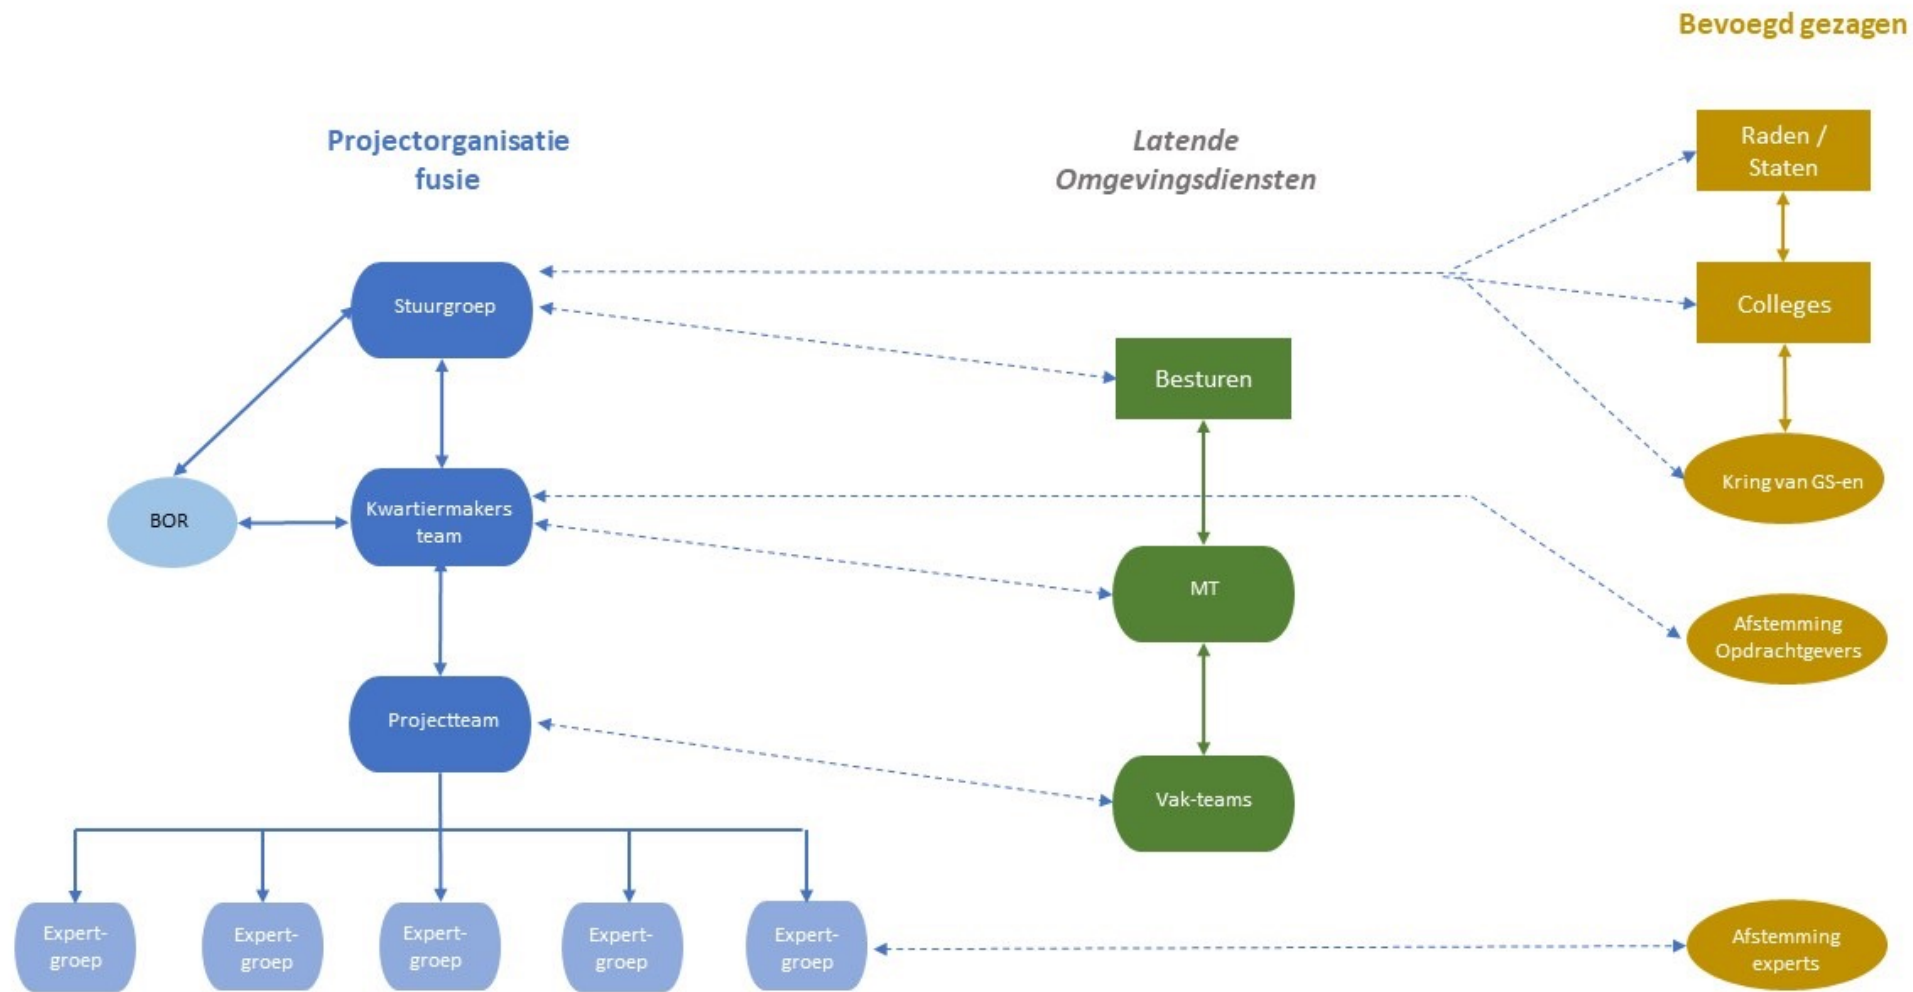 Bevoegd gezagen
Projectorganisatie
fusie
Latende
Omgevingsdiensten
Raden /
Staten
Stuurgroep
Colleges
Besturen
Kring van GS-en
BOR
Kwartiermakers
team
MT
Afstemming
Opdrachtgevers
Projectteam
Vak-teams
Expert-
groep
Expert-
groep
Expert-
groep
Expert-
groep
Expert-
groep
Afstemming
experts